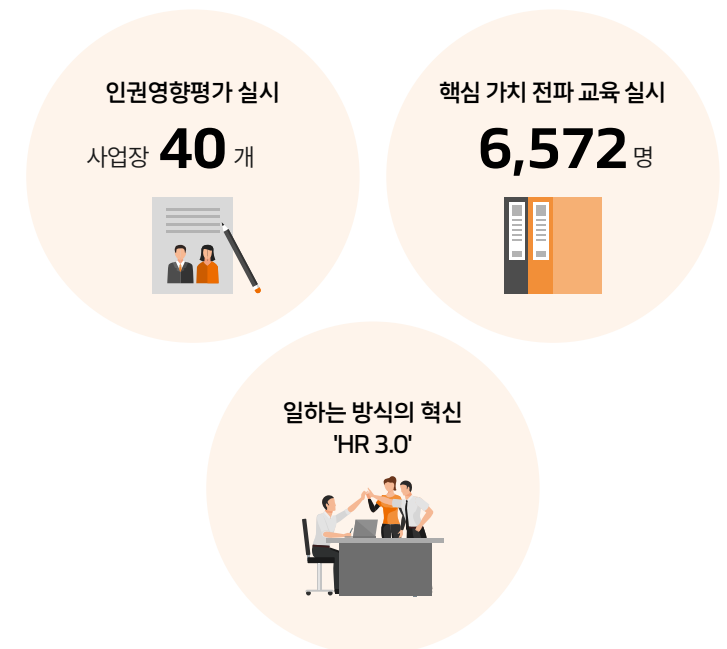 인권영향평가 실시
사업장 40 개
핵심 가치 전파 교육 실시
6,572 명
일하는 방식의 혁신
'HR 3.0'